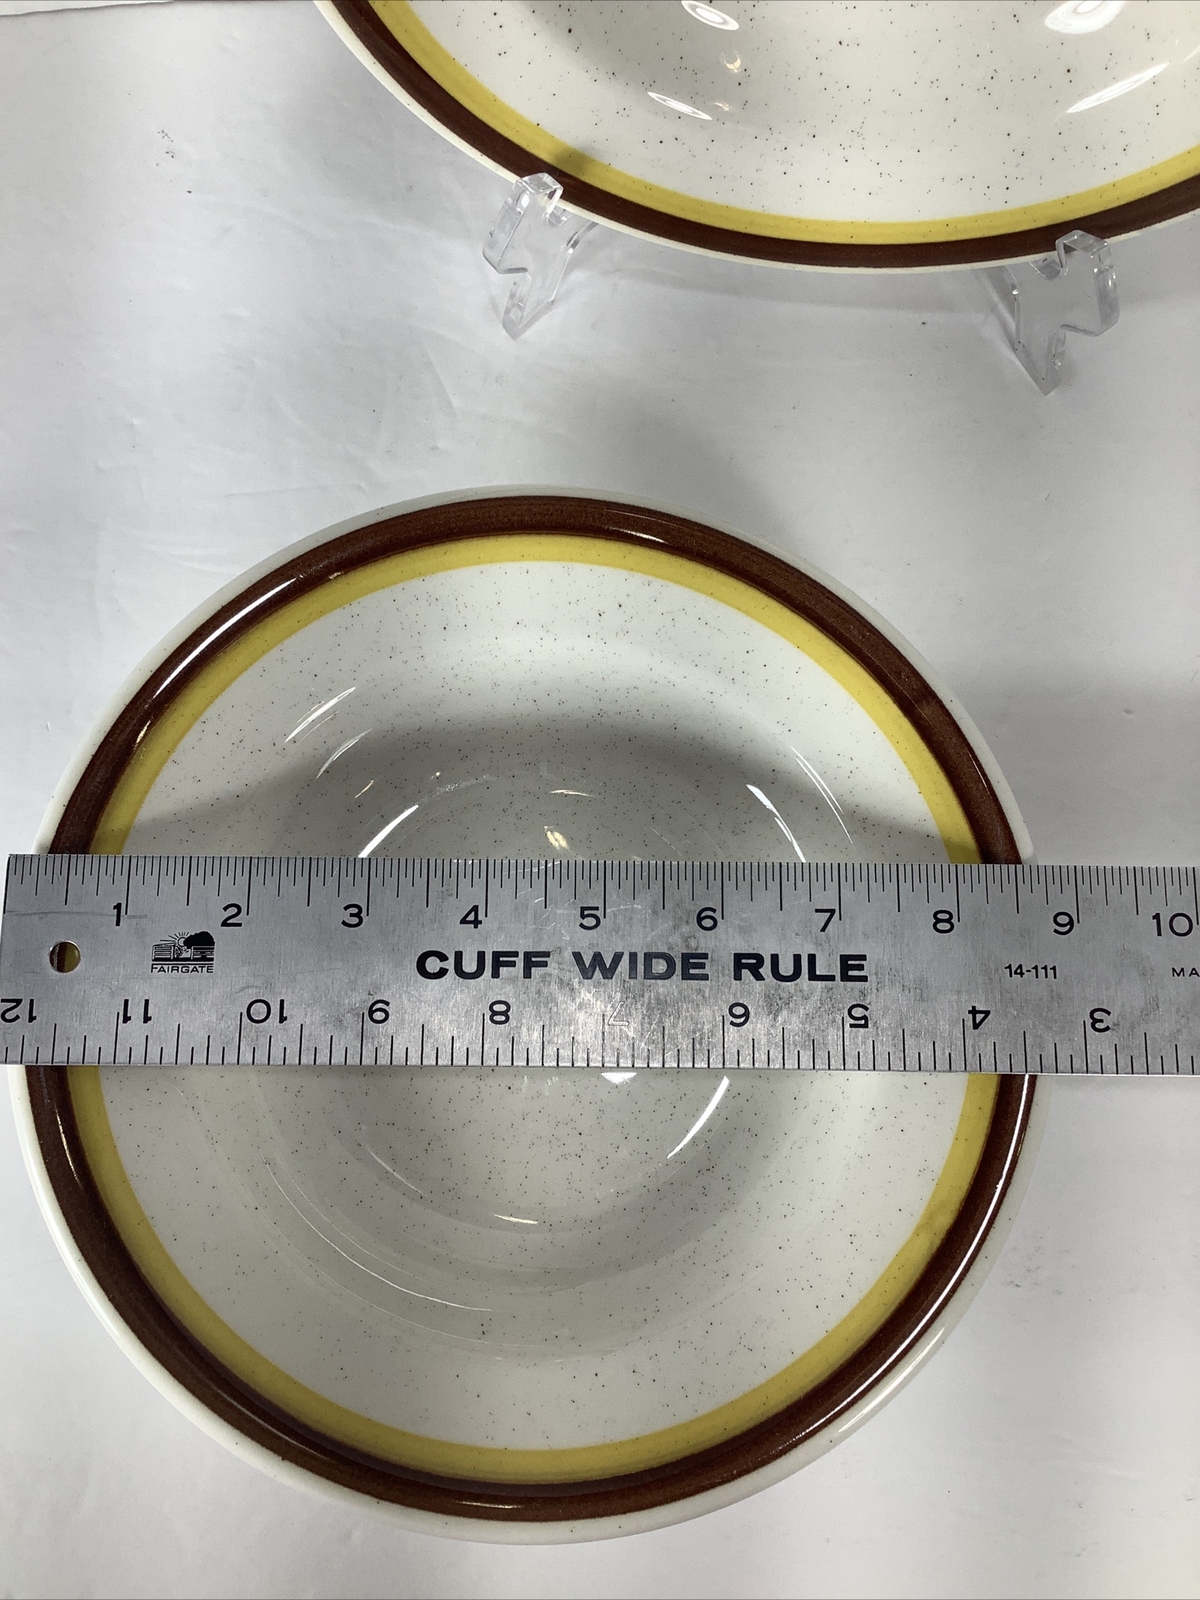 1 2 3 4 5 6 7 8 9 10
FAIRGATE
CUFF WIDE RULE
14-111
MA
12 11 10 9 8 7 6 5 4 3